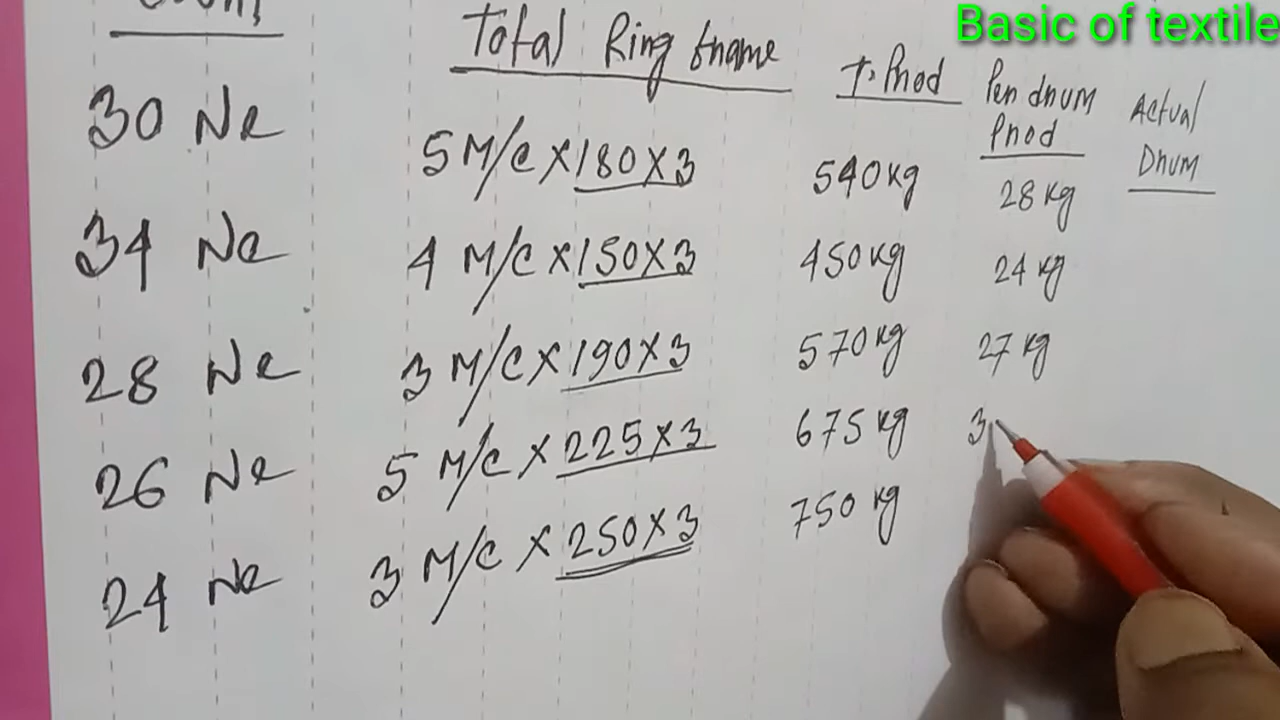 Basic of textile
Total Ring frame
T. Prod
Per drum
Prod
Actual
Drum
30 Ne 5 M/C × 180 × 3 540 kg 28 kg
34 Ne 4 M/C × 150 × 3 450 kg 24 kg
28 Ne 3 M/C × 190 × 3 570 kg 27 kg
26 Ne 5 M/C × 225 × 3 675 kg 3
24 Ne 3 M/C × 250 × 3 750 kg